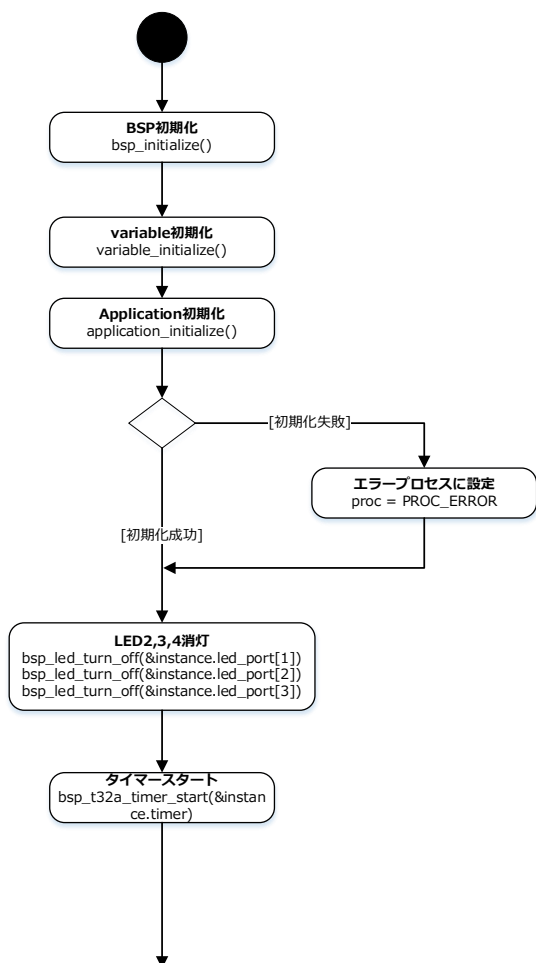 BSP初期化
bsp_initialize()
variable初期化
variable_initialize()
Application初期化
application_initialize()
[初期化失敗]
エラープロセスに設定
proc = PROC_ERROR
[初期化成功]
LED2,3,4消灯
bsp_led_turn_off(&instance.led_port[1])
bsp_led_turn_off(&instance.led_port[2])
bsp_led_turn_off(&instance.led_port[3])
タイマースタート
bsp_t32a_timer_start(&instan
ce.timer)